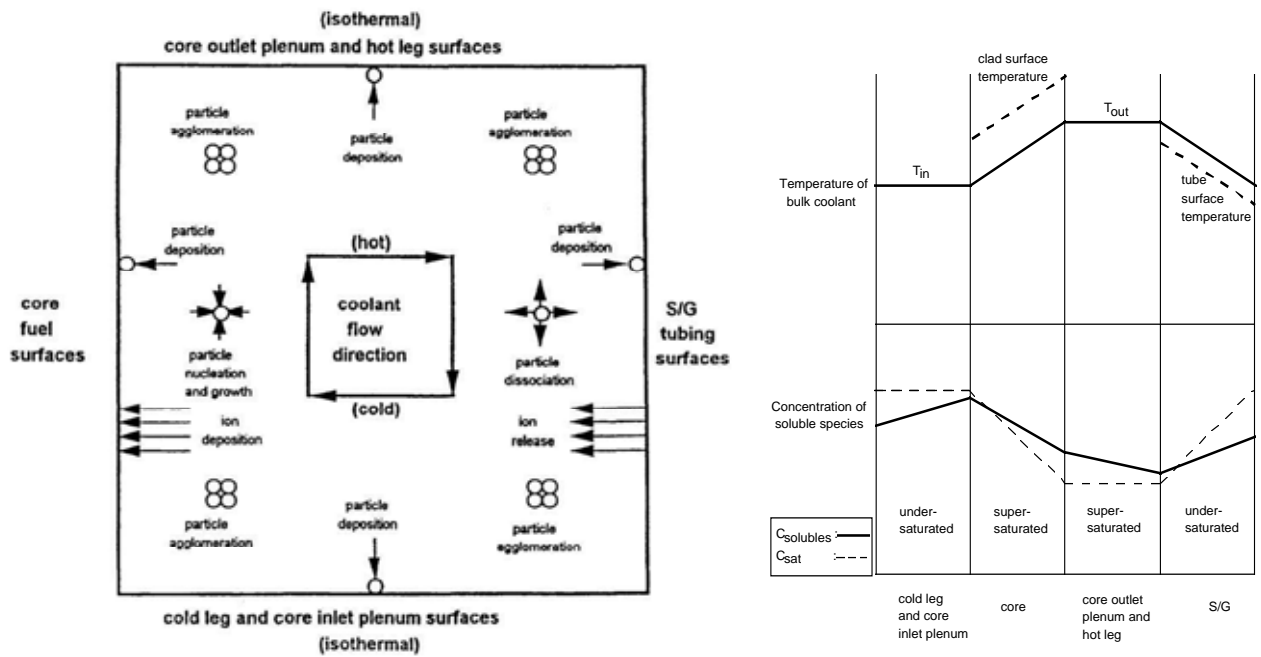 (isothermal)
core outlet plenum and hot leg surfaces
particle
agglomeration
particle
deposition
particle
agglomeration
particle
deposition
(hot)
particle
deposition
core
fuel
surfaces
coolant
flow
direction
S/G
tubing
surfaces
particle
nucleation
and growth
particle
dissociation
(cold)
ion
deposition
ion
release
particle
agglomeration
particle
deposition
particle
agglomeration
cold leg and core inlet plenum surfaces
(isothermal)
clad surface
temperature
Tout
Tin
Temperature of
bulk coolant
tube
surface
temperature
Concentration of
soluble species
under-
saturated
super-
saturated
super-
saturated
under-
saturated
Csolubles :
Csat :
cold leg
and core
inlet plenum
core
core outlet
plenum and
hot leg
S/G